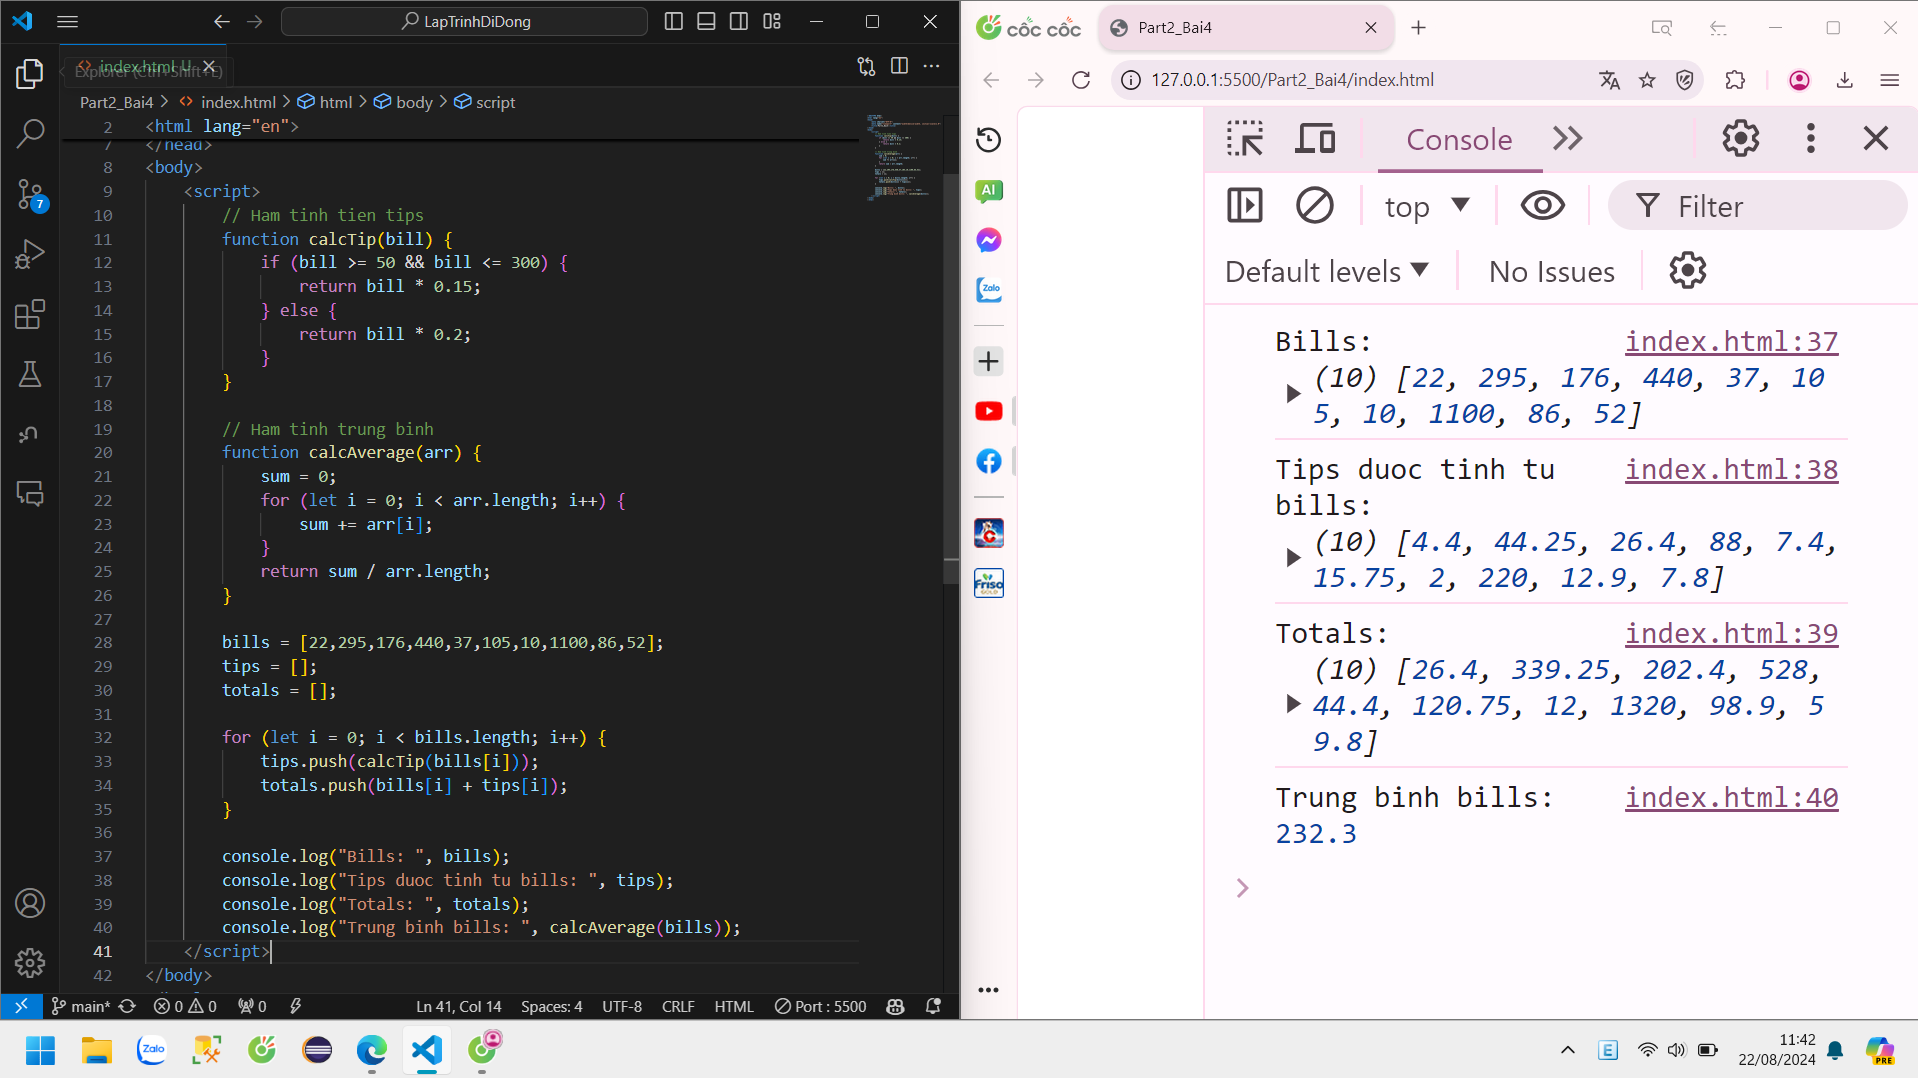 LapTrinhDiDong
index.html U
Explorer (Ctrl+Shift+E)
Part2_Bai4 > index.html > html > body > script
2 <html lang="en">
7 </head>
8 <body>
9 <script>
10 // Ham tinh tien tips
11 function calcTip(bill) {
12 if (bill >= 50 && bill <= 300) {
13 return bill * 0.15;
14 } else {
15 return bill * 0.2;
16 }
17 }
18
19 // Ham tinh trung binh
20 function calcAverage(arr) {
21 sum = 0;
22 for (let i = 0; i < arr.length; i++) {
23 sum += arr[i];
24 }
25 return sum / arr.length;
26 }
27
28 bills = [22,295,176,440,37,105,10,1100,86,52];
29 tips = [];
30 totals = [];
31
32 for (let i = 0; i < bills.length; i++) {
33 tips.push(calcTip(bills[i]));
34 totals.push(bills[i] + tips[i]);
35 }
36
37 console.log("Bills: ", bills);
38 console.log("Tips duoc tinh tu bills: ", tips);
39 console.log("Totals: ", totals);
40 console.log("Trung binh bills: ", calcAverage(bills));
41 </script>
42 </body>
7
main* 0 0 0 Ln 41, Col 14 Spaces: 4 UTF-8 CRLF HTML Port : 5500
cốc cốc
Part2_Bai4
127.0.0.1:5500/Part2_Bai4/index.html
AI
Zalo
Friso
GOLD
Console
top
Filter
Default levels
No Issues
Bills: index.html:37
(10) [22, 295, 176, 440, 37, 10
5, 10, 1100, 86, 52]
Tips duoc tinh tu index.html:38
bills:
(10) [4.4, 44.25, 26.4, 88, 7.4,
15.75, 2, 220, 12.9, 7.8]
Totals: index.html:39
(10) [26.4, 339.25, 202.4, 528,
44.4, 120.75, 12, 1320, 98.9, 5
9.8]
Trung binh bills: index.html:40
232.3
Zalo
E
11:42
22/08/2024
PRE